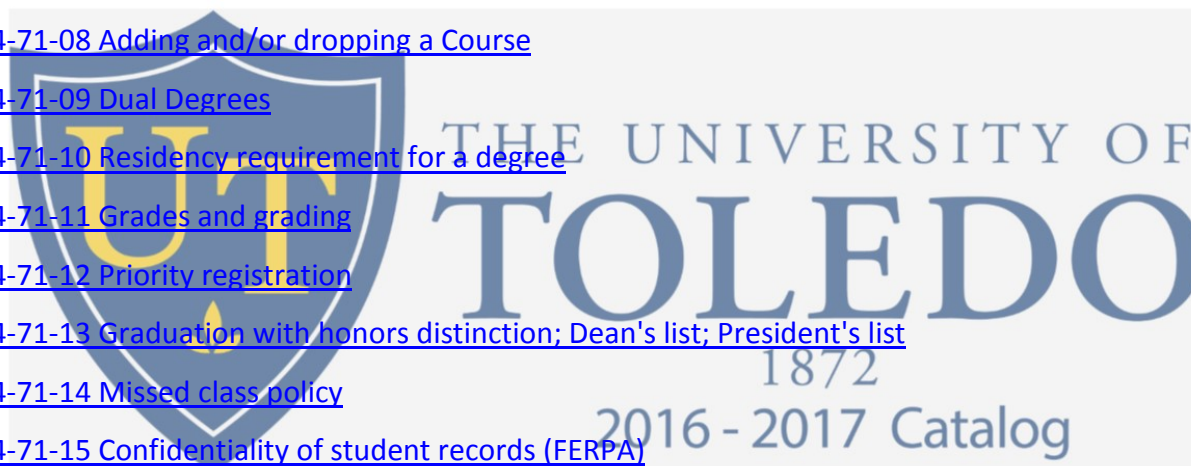 4-71-08 Adding and/or dropping a Course
4-71-09 Dual Degrees
THE UNIVERSITY OF
4-71-10 Residency requirement for a degree
UT
TOLEDO
4-71-11 Grades and grading
4-71-12 Priority registration
4-71-13 Graduation with honors distinction; Dean's list; President's list
1872
4-71-14 Missed class policy
2016 - 2017 Catalog
4-71-15 Confidentiality of student records (FERPA)